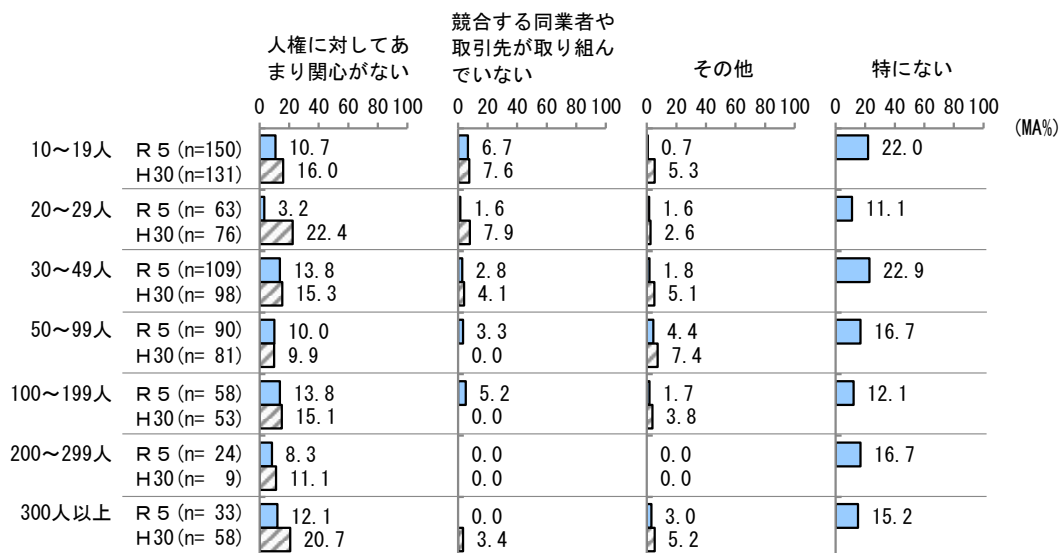 人権に対してあ
まり関心がない
競合する同業者や
取引先が取り組ん
でいない
その他
特にない
0 20 40 60 80 100 0 20 40 60 80 100 0 20 40 60 80 100 0 20 40 60 80 100
(MA%)
10～19人 R5(n=150) 10.7 6.7 0.7 22.0
H30(n=131) 16.0 7.6 5.3
20～29人 R5(n= 63) 3.2 1.6 1.6 11.1
H30(n= 76) 22.4 7.9 2.6
30～49人 R5(n=109) 13.8 2.8 1.8 22.9
H30(n= 98) 15.3 4.1 5.1
50～99人 R5(n= 90) 10.0 3.3 4.4 16.7
H30(n= 81) 9.9 0.0 7.4
100～199人 R5(n= 58) 13.8 5.2 1.7 12.1
H30(n= 53) 15.1 0.0 3.8
200～299人 R5(n= 24) 8.3 0.0 0.0 16.7
H30(n= 9) 11.1 0.0 0.0
300人以上 R5(n= 33) 12.1 0.0 3.0 15.2
H30(n= 58) 20.7 3.4 5.2